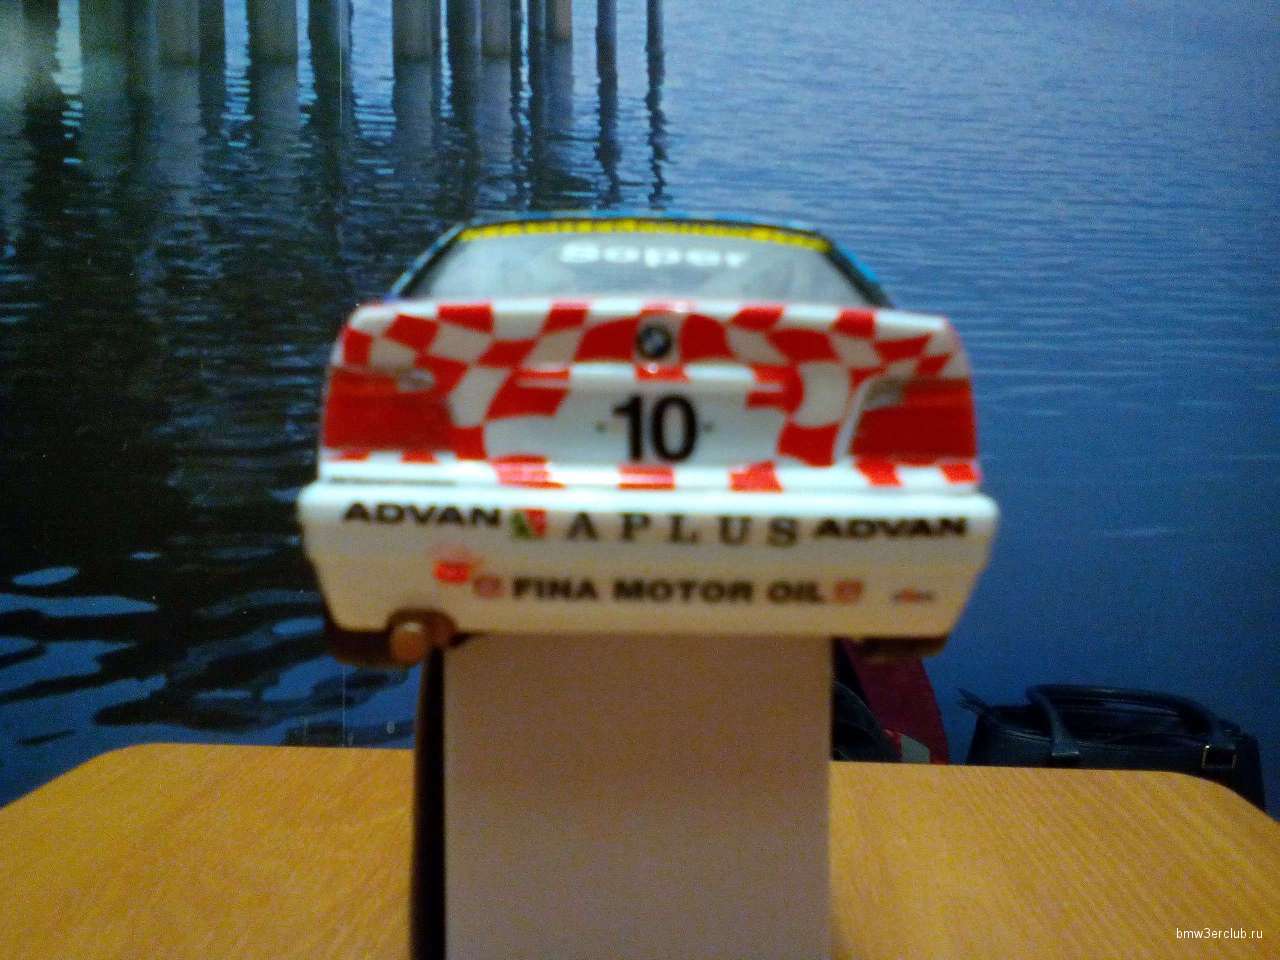 Soper
10
ADVAN APLUS ADVAN
FINA MOTOR OIL
bmw3erclub.ru